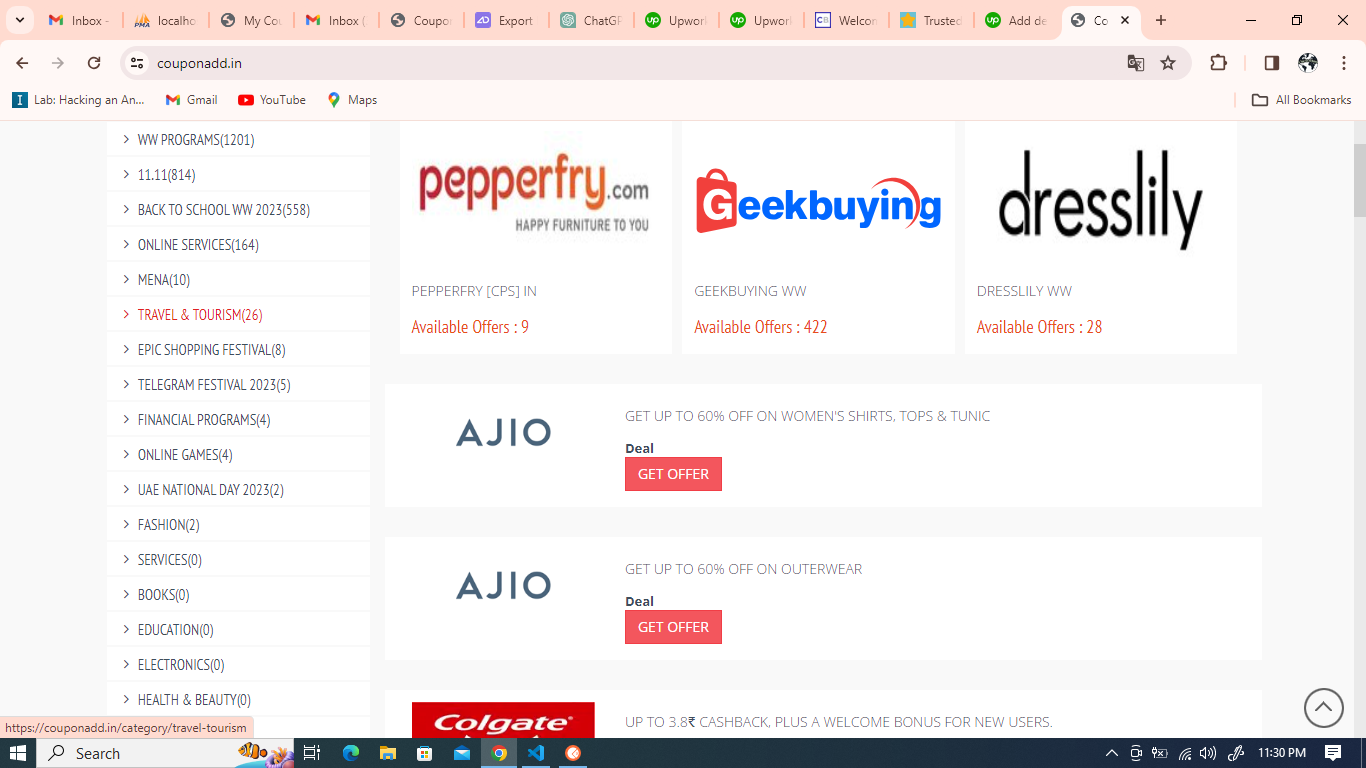 Inbox -
localho
My Cou
Inbox (
Coupon
Export
ChatGP
Upwork
Upwork
Welcon
Trusted
Add de
Co
couponadd.in
Lab: Hacking an An...
Gmail
YouTube
Maps
All Bookmarks
WW PROGRAMS(1201)
11.11(814)
BACK TO SCHOOL WW 2023(558)
ONLINE SERVICES(164)
MENA(10)
TRAVEL & TOURISM(26)
EPIC SHOPPING FESTIVAL(8)
TELEGRAM FESTIVAL 2023(5)
FINANCIAL PROGRAMS(4)
ONLINE GAMES(4)
UAE NATIONAL DAY 2023(2)
FASHION(2)
SERVICES(0)
BOOKS(0)
EDUCATION(0)
ELECTRONICS(0)
HEALTH & BEAUTY(0)
pepperfry.com
HAPPY FURNITURE TO YOU
PEPPERFRY [CPS] IN
Available Offers : 9
Geekbuying
GEEKBUYING WW
Available Offers : 422
dresslily
DRESSLILY WW
Available Offers : 28
AJIO
GET UP TO 60% OFF ON WOMEN'S SHIRTS, TOPS & TUNIC
Deal
GET OFFER
AJIO
GET UP TO 60% OFF ON OUTERWEAR
Deal
GET OFFER
Colgate
UP TO 3.8₹ CASHBACK, PLUS A WELCOME BONUS FOR NEW USERS.
https://couponadd.in/category/travel-tourism
Search
11:30 PM